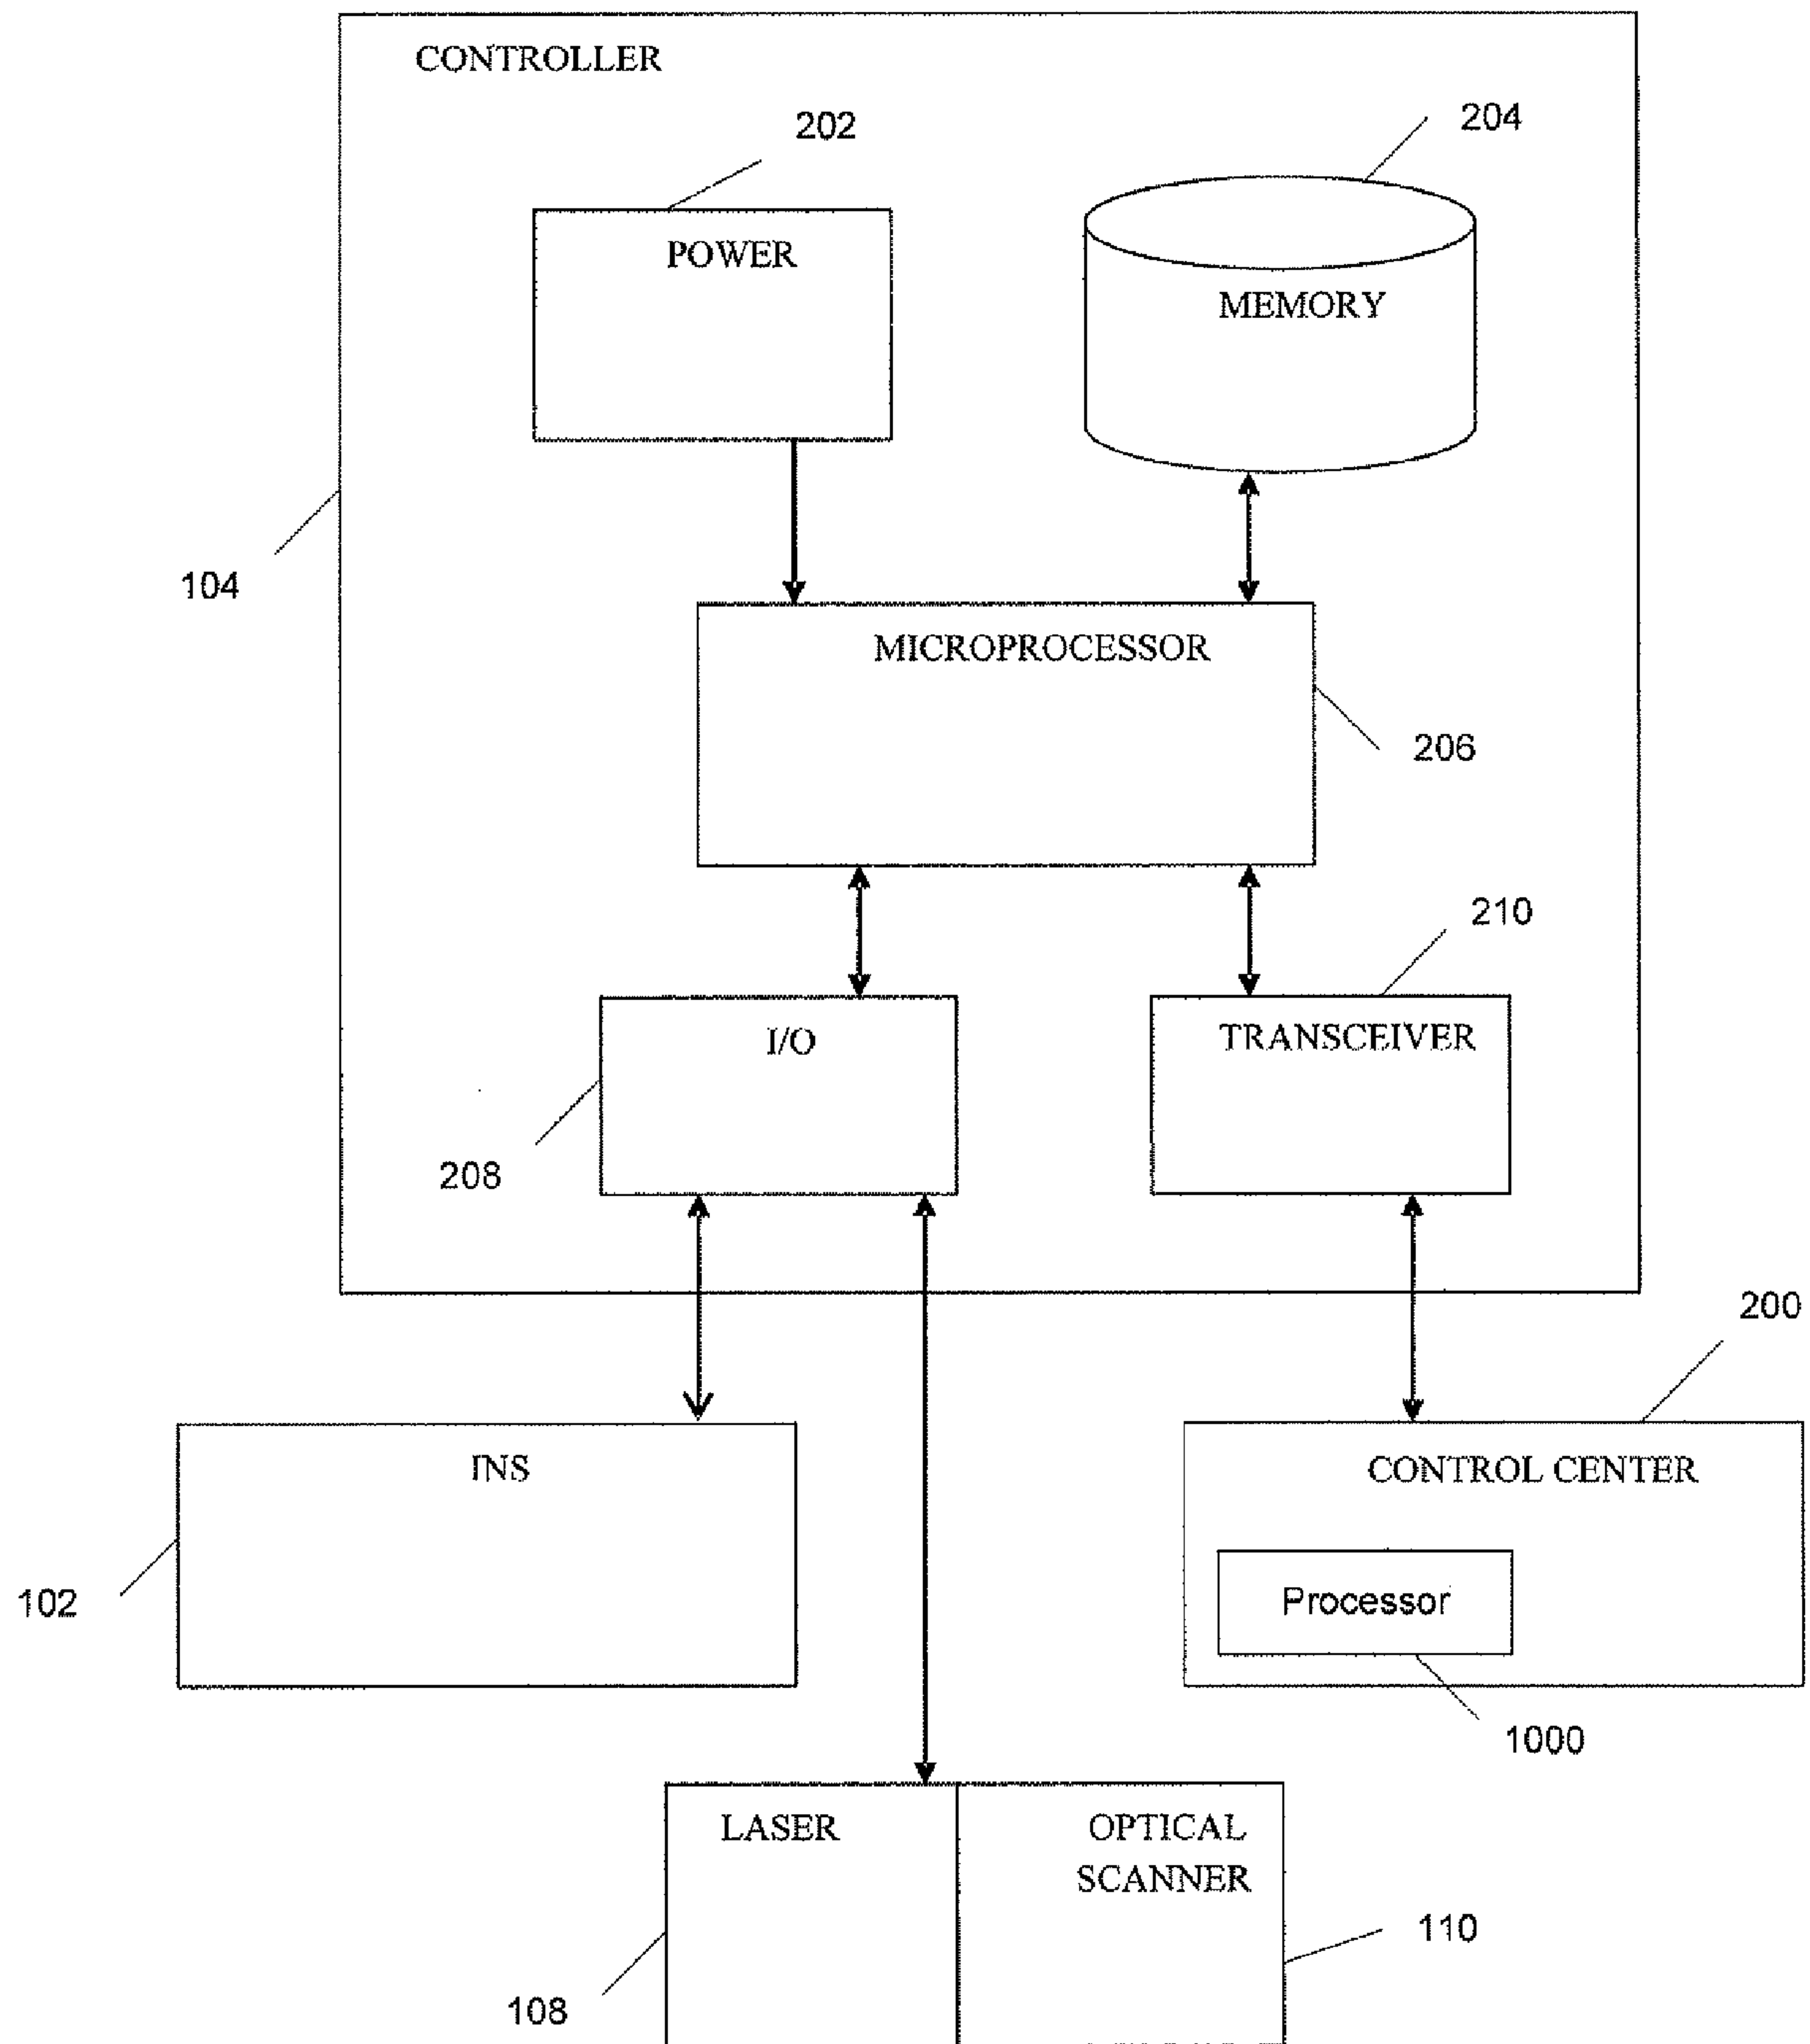 CONTROLLER
202
204
POWER
MEMORY
104
MICROPROCESSOR
206
210
I/O
TRANSCEIVER
208
200
INS
CONTROL CENTER
102
Processor
1000
LASER
OPTICAL
SCANNER
110
108